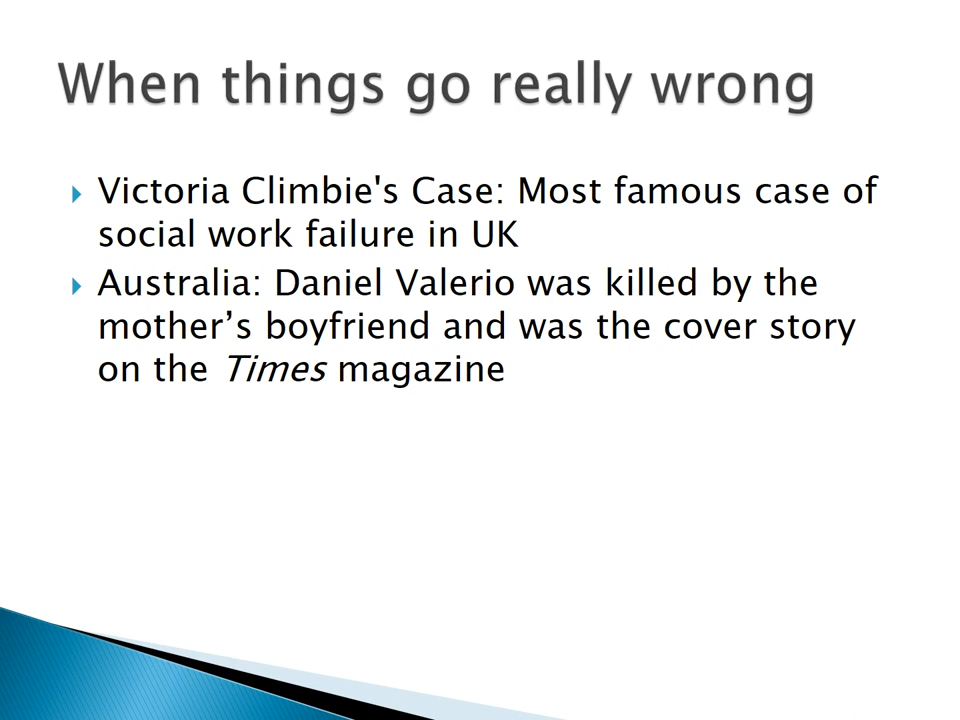 When things go really wrong
Victoria Climbie's Case: Most famous case of
social work failure in UK
Australia: Daniel Valerio was killed by the
mother’s boyfriend and was the cover story
on the Times magazine